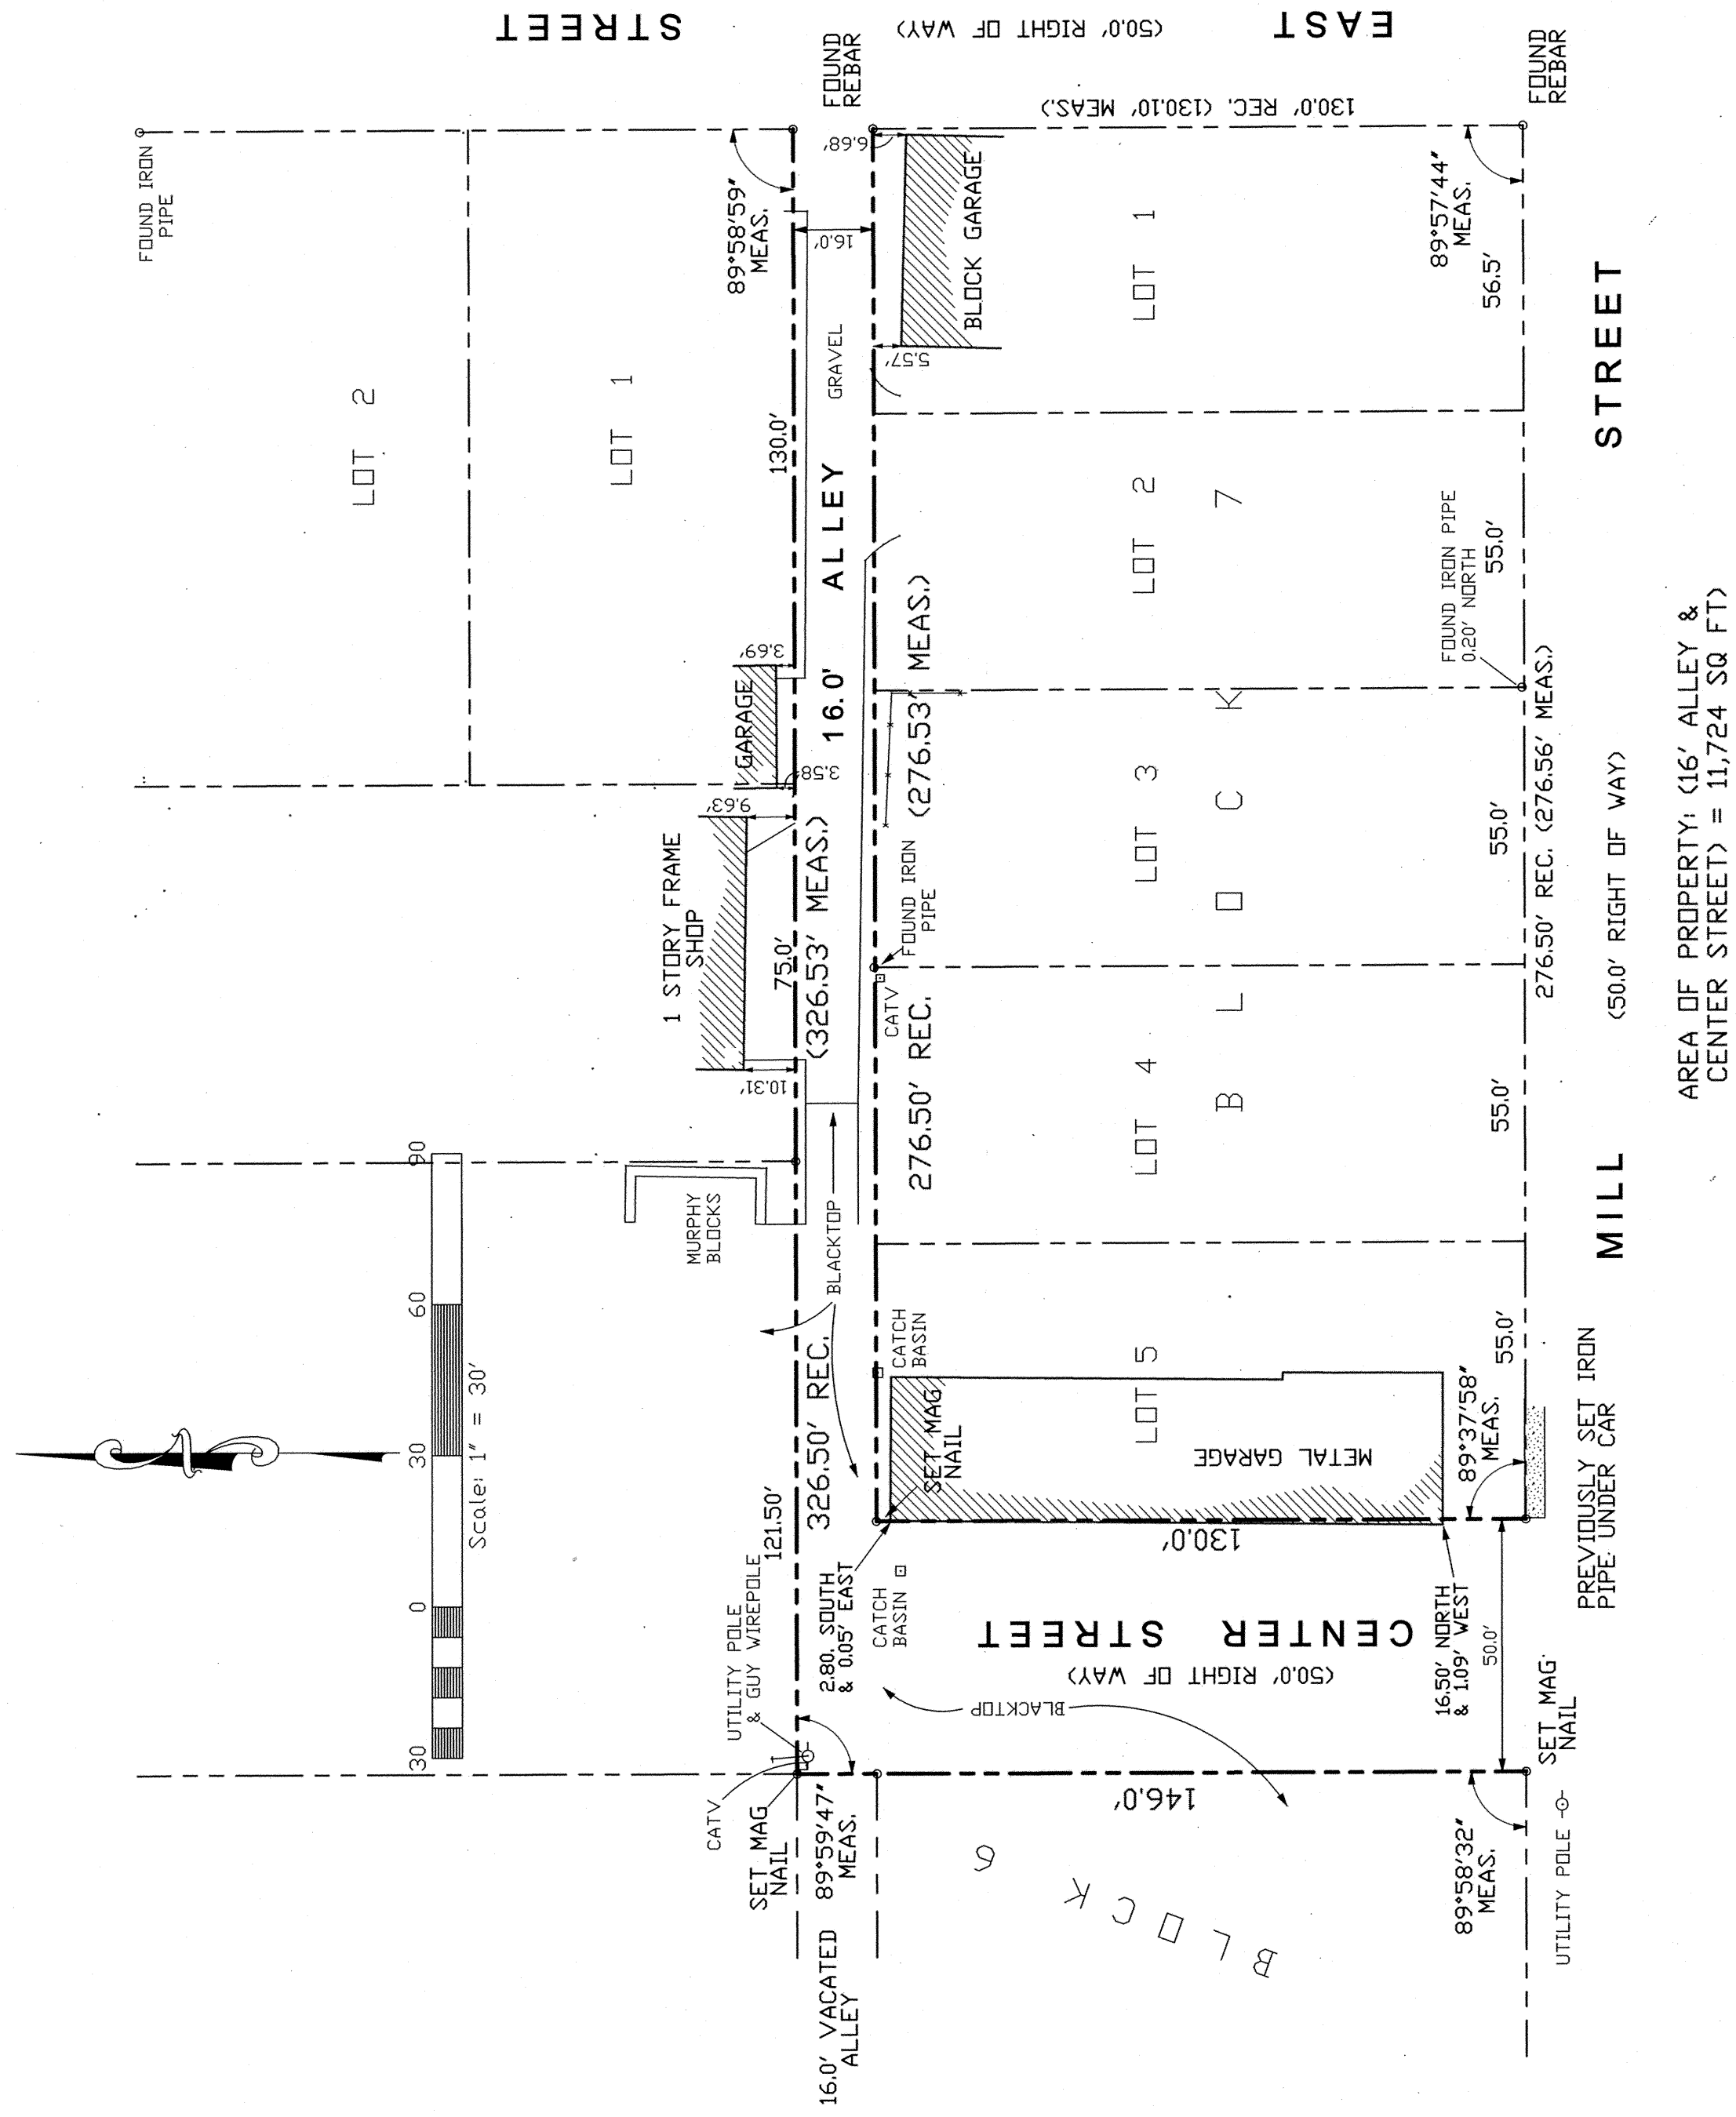 STREET
(50.0' RIGHT OF WAY)
EAST
FOUND IRON
PIPE
FOUND
REBAR
130.0' REC. (130.10' MEAS.)
FOUND
REBAR
89°58'59"
MEAS.
6.68'
16.0'
BLOCK GARAGE
LOT 1
89°57'44"
MEAS.
56.5'
STREET
LOT 2
LOT 1
130.0'
GRAVEL
5.57'
16.0' ALLEY
LOT 2
FOUND IRON PIPE
0.20' NORTH
55.0'
GARAGE
3.69'
3.58'
9.63'
276.50' REC. (276.53' MEAS.)
LOT 3
BLOCK 7
55.0'
276.50' REC. (276.56' MEAS.)
(50.0' RIGHT OF WAY)
AREA OF PROPERTY: (16' ALLEY &
CENTER STREET) = 11,724 SQ FT)
1 STORY FRAME
SHOP
75.0'
326.50' REC. (326.53' MEAS.)
10.31'
FOUND IRON
PIPE
CATV
LOT 4
55.0'
MILL
90
60
30
0
30
Scale: 1" = 30'
MURPHY
BLOCKS
BLACKTOP
CATCH
BASIN
SET MAG
NAIL
LOT 5
METAL GARAGE
89°37'58"
MEAS.
55.0'
PREVIOUSLY SET IRON
PIPE UNDER CAR
121.50'
UTILITY POLE
& GUY WIREPOLE
2.80. SOUTH
& 0.05' EAST
130.0'
CATCH
BASIN
CENTER STREET
(50.0' RIGHT OF WAY)
BLACKTOP
16.50' NORTH
& 1.09' WEST
50.0'
SET MAG
NAIL
CATV
SET MAG
NAIL
89°59'47"
MEAS.
146.0'
BLOCK 6
89°58'32"
MEAS.
UTILITY POLE
16.0' VACATED
ALLEY